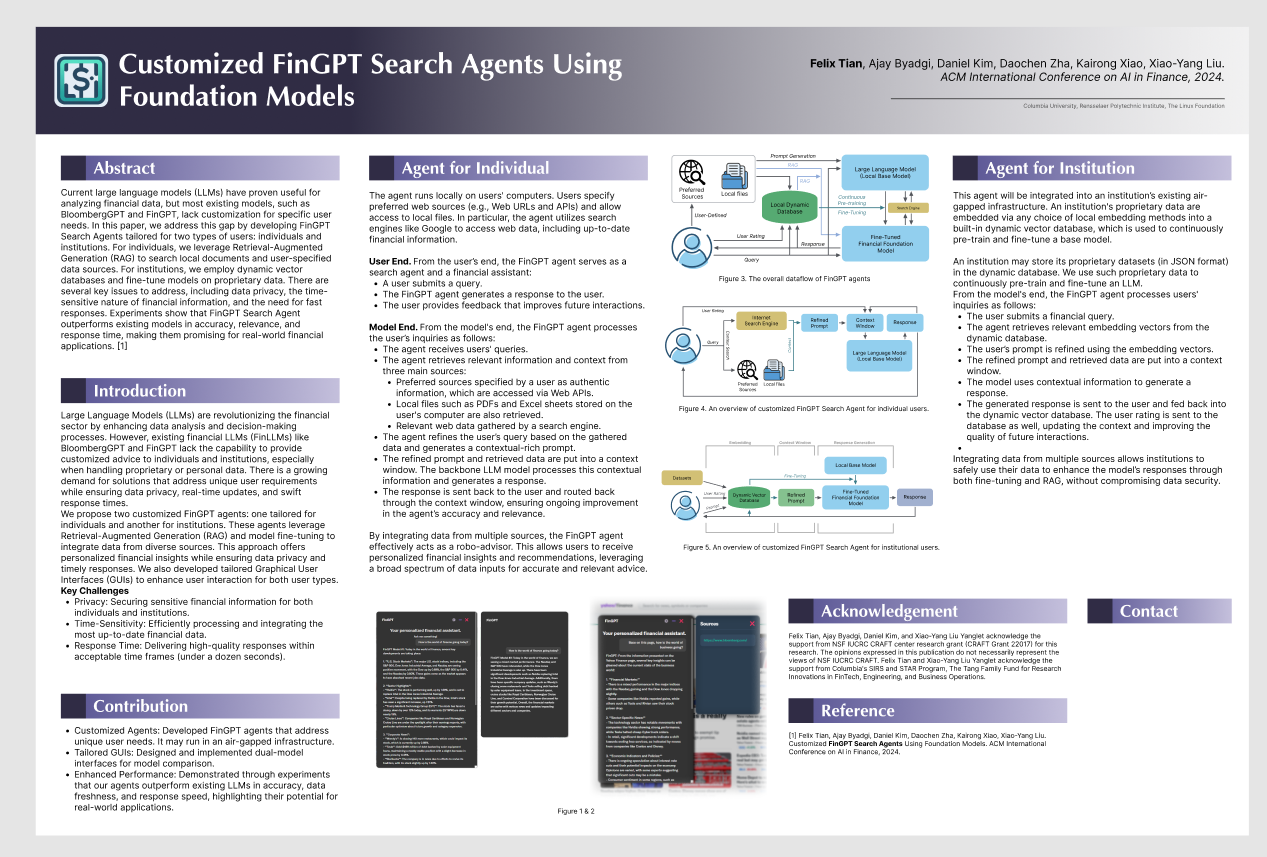 Customized FinGPT Search Agents Using
Foundation Models
Felix Tian, Ajay Byadgi, Daniel Kim, Daochen Zha, Kairong Xiao, Xiao-Yang Liu.
ACM International Conference on AI in Finance, 2024.
Columbia University, Rensselaer Polytechnic Institute, The Linux Foundation
Abstract
Current large language models (LLMs) have proven useful for
analyzing financial data, but most existing models, such as
BloombergGPT and FinGPT, lack customization for specific user
needs. In this paper, we address this gap by developing FinGPT
Search Agents tailored for two types of users: individuals and
institutions. For individuals, we leverage Retrieval-Augmented
Generation (RAG) to search local documents and user-specified
data sources. For institutions, we employ dynamic vector
databases and fine-tune models on proprietary data. There are
several key issues to address, including data privacy, the time-
sensitive nature of financial information, and the need for fast
responses. Experiments show that FinGPT Search Agent
outperforms existing models in accuracy, relevance, and
response time, making them promising for real-world financial
applications. [1]
Introduction
Large Language Models (LLMs) are revolutionizing the financial
sector by enhancing data analysis and decision-making
processes. However, existing financial LLMs (FinLLMs) like
BloombergGPT and FinGPT lack the capability to provide
customized advice to individuals and institutions, especially
when handling proprietary or personal data. There is a growing
demand for solutions that address unique user requirements
while ensuring data privacy, real-time updates, and swift
response times.
We propose two customized FinGPT agents: one tailored for
individuals and another for institutions. These agents leverage
Retrieval-Augmented Generation (RAG) and model fine-tuning to
integrate data from diverse sources. This approach offers
personalized financial insights while ensuring data privacy and
timely responses. We also developed tailored Graphical User
Interfaces (GUIs) to enhance user interaction for both user types.
Key Challenges
• Privacy: Securing sensitive financial information for both
individuals and institutions.
• Time-Sensitivity: Efficiently processing and integrating the
most up-to-date financial data.
• Response Time: Delivering high-quality responses within
acceptable time frames (under a dozen seconds).
Contribution
• Customized Agents: Developed FinGPT agents that address
unique user needs. It may run in an air-gapped infrastructure.
• Tailored GUIs: Designed and implemented dual-model
interfaces for model comparison.
• Enhanced Performance: Demonstrated through experiments
that our agents outperform existing LLMs in accuracy, data
freshness, and response speed, highlighting their potential for
real-world applications.
Agent for Individual
The agent runs locally on users' computers. Users specify
preferred web sources (e.g., Web URLs and APIs) and allow
access to local files. In particular, the agent utilizes search
engines like Google to access web data, including up-to-date
financial information.
User End. From the user's end, the FinGPT agent serves as a
search agent and a financial assistant:
• A user submits a query.
• The FinGPT agent generates a response to the user.
• The user provides feedback that improves future interactions.
Model End. From the model's end, the FinGPT agent processes
the user's inquiries as follows:
• The agent receives users' queries.
• The agent retrieves relevant information and context from
three main sources:
• Preferred sources specified by a user as authentic
information, which are accessed via Web APIs.
• Local files such as PDFs and Excel sheets stored on the
user's computer are also retrieved.
• Relevant web data gathered by a search engine.
• The agent refines the user's query based on the gathered
data and generates a contextual-rich prompt.
• The refined prompt and retrieved data are put into a context
window. The backbone LLM model processes this contextual
information and generates a response.
• The response is sent back to the user and routed back
through the context window, ensuring ongoing improvement
in the agent's accuracy and relevance.
By integrating data from multiple sources, the FinGPT agent
effectively acts as a robo-advisor. This allows users to receive
personalized financial insights and recommendations, leveraging
a broad spectrum of data inputs for accurate and relevant advice.
Prompt Generation
RAG
RAG
Preferred
Sources
Local files
Large Language Model
(Local Base Model)
Local Dynamic
Database
Continuous
Pre-training
Fine-Tuning
Search Engine
User-Defined
User Rating
Response
Query
Fine-Tuned
Financial Foundation
Model
Figure 3. The overall dataflow of FinGPT agents
User Rating
Internet
Search Engine
Refined
Prompt
Context
Window
Response
Query
Context
Large Language Model
(Local Base Model)
Preferred
Sources
Local files
Figure 4. An overview of customized FinGPT Search Agent for individual users.
Embedding
Context Window
Response Generation
Local Base Model
Fine-Tuning
Datasets
User Rating
Prompt
Dynamic Vector
Database
Refined
Prompt
Fine-Tuned
Financial Foundation
Model
Response
Figure 5. An overview of customized FinGPT Search Agent for institutional users.
Agent for Institution
This agent will be integrated into an institution's existing air-
gapped infrastructure. An institution's proprietary data are
embedded via any choice of local embedding methods into a
built-in dynamic vector database, which is used to continuously
pre-train and fine-tune a base model.
An institution may store its proprietary datasets (in JSON format)
in the dynamic database. We use such proprietary data to
continuously pre-train and fine-tune an LLM.
From the model's end, the FinGPT agent processes users'
inquiries as follows:
• The user submits a financial query.
• The agent retrieves relevant embedding vectors from the
dynamic database.
• The user's prompt is refined using the embedding vectors.
• The refined prompt and retrieved data are put into a context
window.
• The model uses contextual information to generate a
response.
• The generated response is sent to the user and fed back into
the dynamic vector database. The user rating is sent to the
database as well, updating the context and improving the
quality of future interactions.
•
Integrating data from multiple sources allows institutions to
safely use their data to enhance the model's responses through
both fine-tuning and RAG, without compromising data security.
FinGPT
Your personalized financial assistant.
FinGPT
FinGPT
Your personalized financial assistant.
Sources
Figure 1 & 2
Acknowledgement
Felix Tian, Ajay Byadgi, Daniel Kim, and Xiao-Yang Liu Yanglet acknowledge the
support from NSF IUCRC CRAFT center research grant (CRAFT Grant 22017) for this
research. The opinions expressed in this publication do not necessarily represent the
views of NSF IUCRC CRAFT. Felix Tian and Xiao-Yang Liu Yanglet acknowledge the
support from Columbia's SIRS and STAR Program, The Tang Family Fund for Research
Innovations in FinTech, Engineering, and Business Operations.
Contact
Reference
[1] Felix Tian, Ajay Byadgi, Daniel Kim, Daochen Zha, Kairong Xiao, Xiao-Yang Liu.
Customized FinGPT Search Agents Using Foundation Models. ACM International
Conference on AI in Finance, 2024.